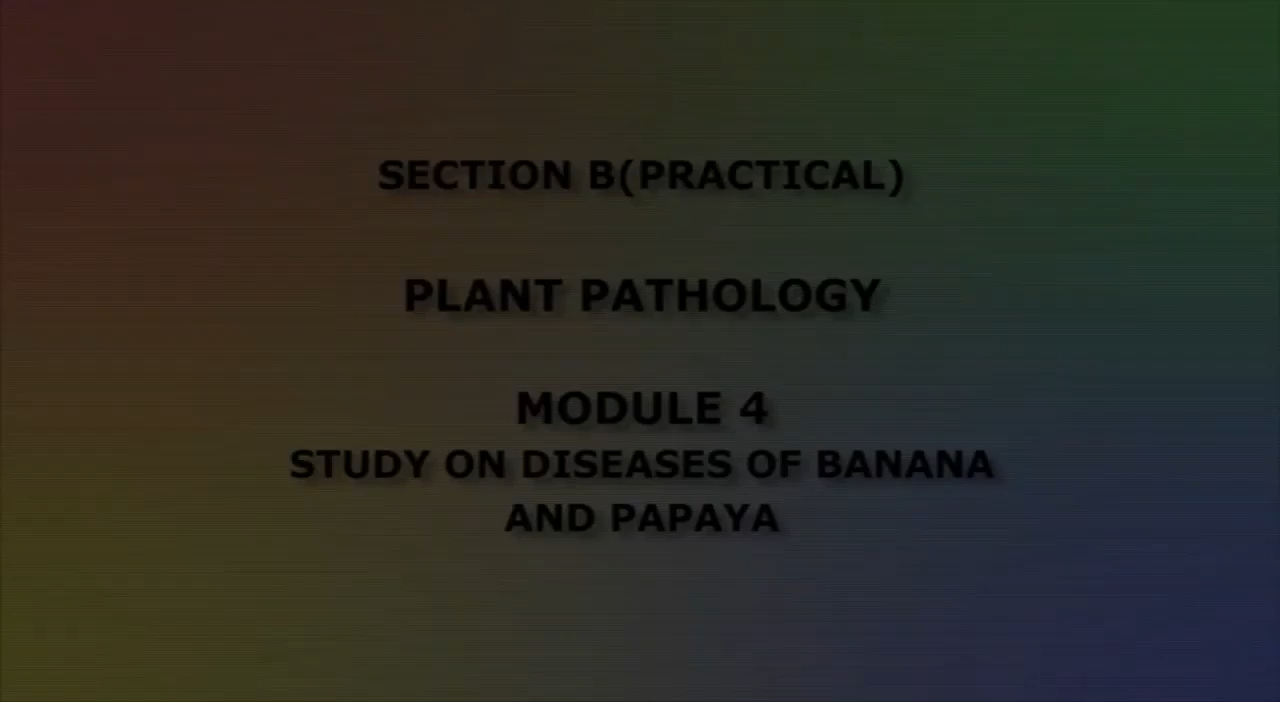 SECTION B(PRACTICAL)
PLANT PATHOLOGY
MODULE 4
STUDY ON DISEASES OF BANANA
AND PAPAYA